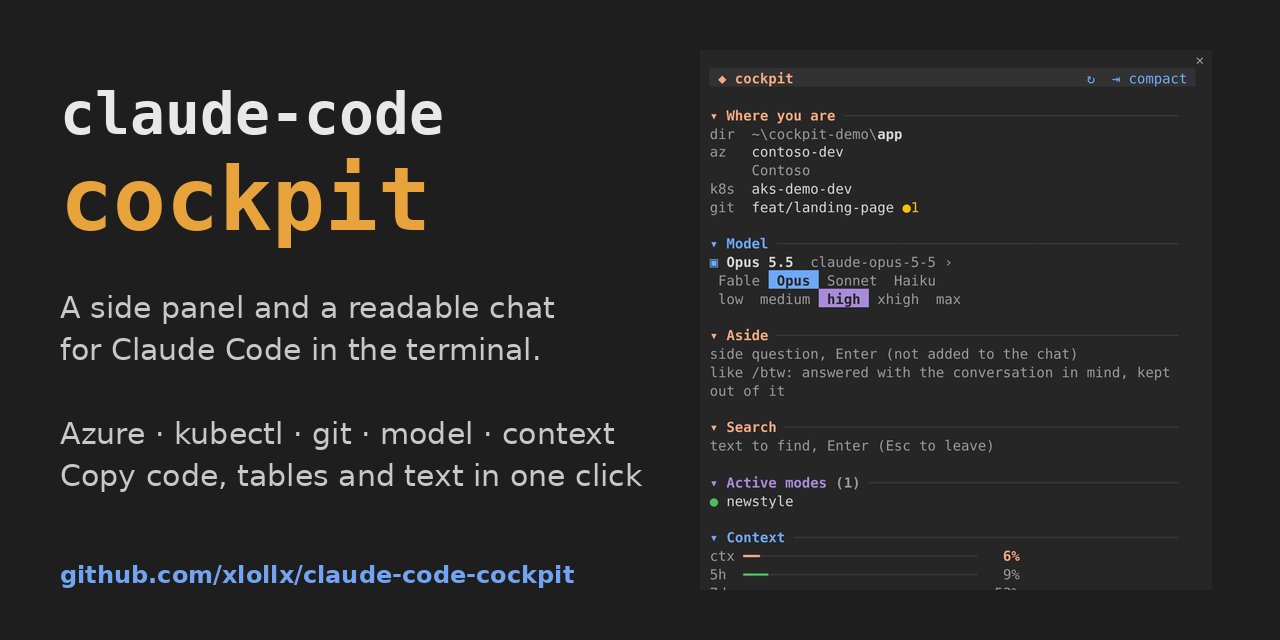 claude-code
cockpit
A side panel and a readable chat
for Claude Code in the terminal.
Azure · kubectl · git · model · context
Copy code, tables and text in one click
github.com/xlollx/claude-code-cockpit
×
◆ cockpit ↻ ⇥ compact
▾ Where you are
dir ~\cockpit-demo\app
az contoso-dev
Contoso
k8s aks-demo-dev
git feat/landing-page ●1
▾ Model
▣ Opus 5.5 claude-opus-5-5 ›
Fable Opus Sonnet Haiku
low medium high xhigh max
▾ Aside
side question, Enter (not added to the chat)
like /btw: answered with the conversation in mind, kept
out of it
▾ Search
text to find, Enter (Esc to leave)
▾ Active modes (1)
● newstyle
▾ Context
ctx 6%
5h 9%